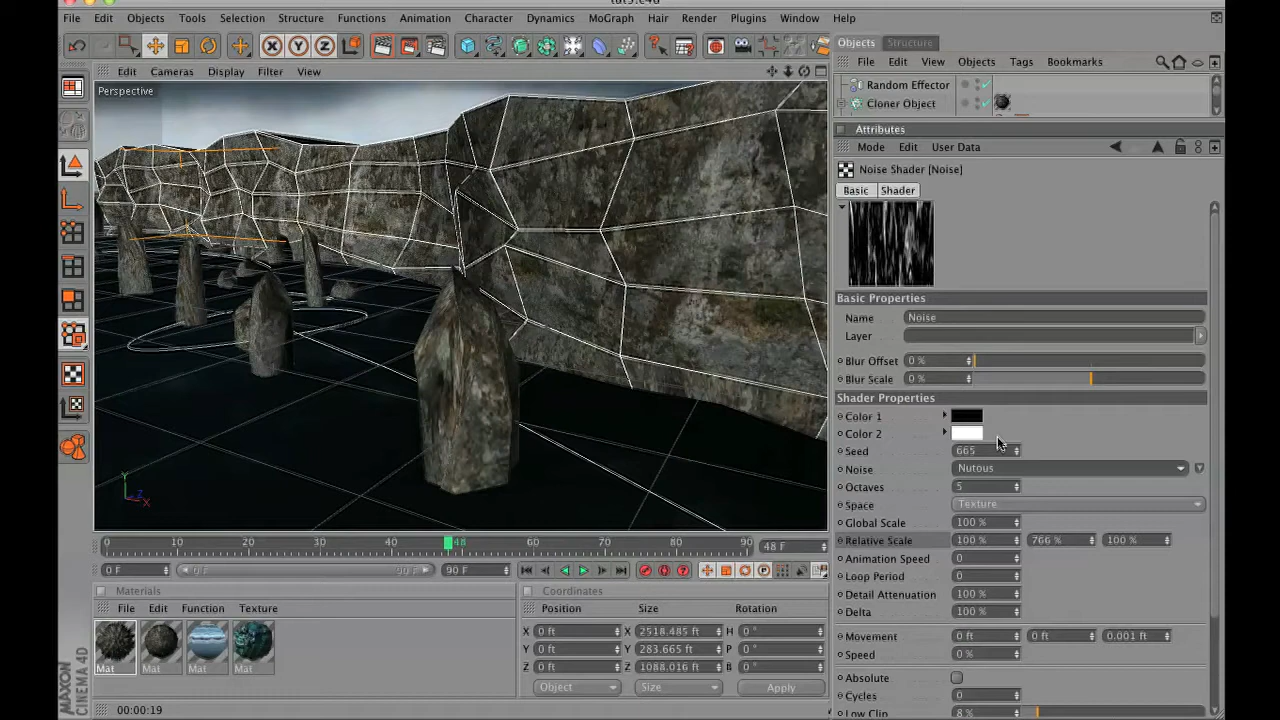 tut5.c4d
File Edit Objects Tools Selection Structure Functions Animation Character Dynamics MoGraph Hair Render Plugins Window Help
Objects Structure
Edit Cameras Display Filter View
File Edit View Objects Tags Bookmarks
Perspective
Random Effector
Cloner Object
Attributes
Mode Edit User Data
Noise Shader [Noise]
Basic Shader
Basic Properties
Name Noise
Layer
Blur Offset 0 %
Blur Scale 0 %
Shader Properties
Color 1
Color 2
Seed 665
Noise Nutous
Octaves 5
Space Texture
Global Scale 100 %
Relative Scale 100 % 766 % 100 %
Animation Speed 0
Loop Period 0
Detail Attenuation 100 %
Delta 100 %
Movement 0 ft 0 ft 0.001 ft
Speed 0 %
Absolute
Cycles 0
Low Clip 8 %
Y
Z
X
0 10 20 30 40 48 60 70 80 90 48 F
0 F 0 F 90 F 90 F
Materials
File Edit Function Texture
Mat Mat Mat Mat
Coordinates
Position Size Rotation
X 0 ft X 2518.485 ft H 0 °
Y 0 ft Y 283.665 ft P 0 °
Z 0 ft Z 1088.016 ft B 0 °
Object Size Apply
MAXON
CINEMA 4D
00:00:19